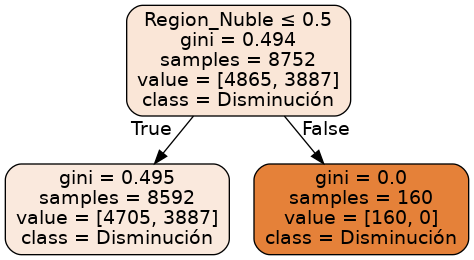 Region_Nuble ≤ 0.5
gini = 0.494
samples = 8752
value = [4865, 3887]
class = Disminución
True
False
gini = 0.495
samples = 8592
value = [4705, 3887]
class = Disminución
gini = 0.0
samples = 160
value = [160, 0]
class = Disminución